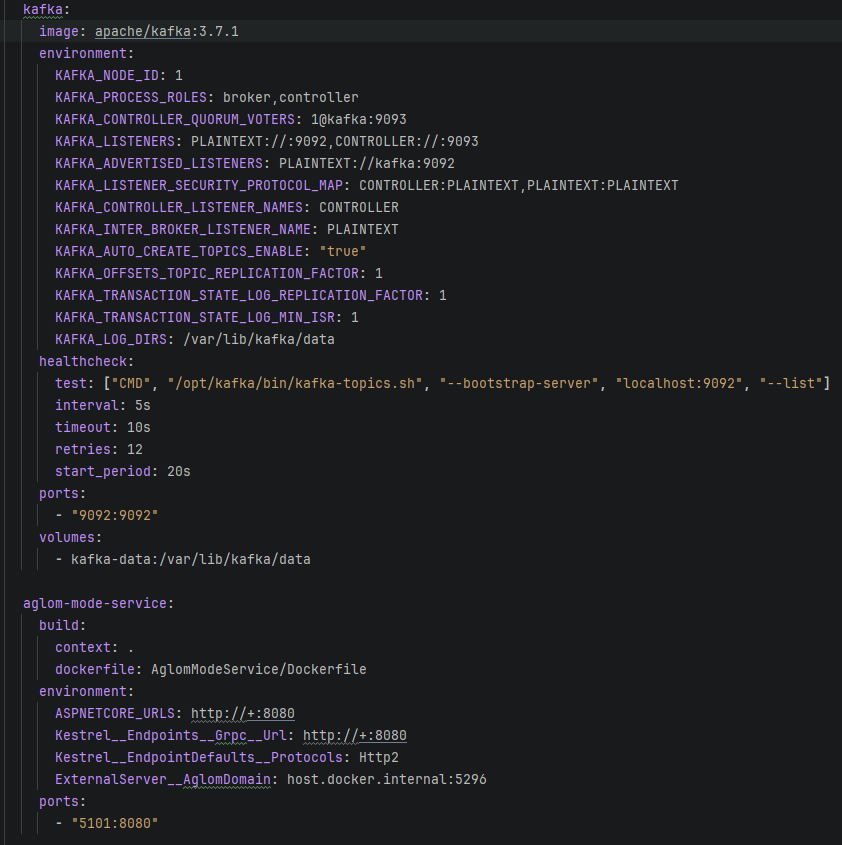 kafka:
image: apache/kafka:3.7.1
environment:
KAFKA_NODE_ID: 1
KAFKA_PROCESS_ROLES: broker,controller
KAFKA_CONTROLLER_QUORUM_VOTERS: 1@kafka:9093
KAFKA_LISTENERS: PLAINTEXT://:9092,CONTROLLER://:9093
KAFKA_ADVERTISED_LISTENERS: PLAINTEXT://kafka:9092
KAFKA_LISTENER_SECURITY_PROTOCOL_MAP: CONTROLLER:PLAINTEXT,PLAINTEXT:PLAINTEXT
KAFKA_CONTROLLER_LISTENER_NAMES: CONTROLLER
KAFKA_INTER_BROKER_LISTENER_NAME: PLAINTEXT
KAFKA_AUTO_CREATE_TOPICS_ENABLE: "true"
KAFKA_OFFSETS_TOPIC_REPLICATION_FACTOR: 1
KAFKA_TRANSACTION_STATE_LOG_REPLICATION_FACTOR: 1
KAFKA_TRANSACTION_STATE_LOG_MIN_ISR: 1
KAFKA_LOG_DIRS: /var/lib/kafka/data
healthcheck:
test: ["CMD", "/opt/kafka/bin/kafka-topics.sh", "--bootstrap-server", "localhost:9092", "--list"]
interval: 5s
timeout: 10s
retries: 12
start_period: 20s
ports:
- "9092:9092"
volumes:
- kafka-data:/var/lib/kafka/data
aglom-mode-service:
build:
context: .
dockerfile: AglomModeService/Dockerfile
environment:
ASPNETCORE_URLS: http://+:8080
Kestrel__Endpoints__Grpc__Url: http://+:8080
Kestrel__EndpointDefaults__Protocols: Http2
ExternalServer__AglomDomain: host.docker.internal:5296
ports:
- "5101:8080"